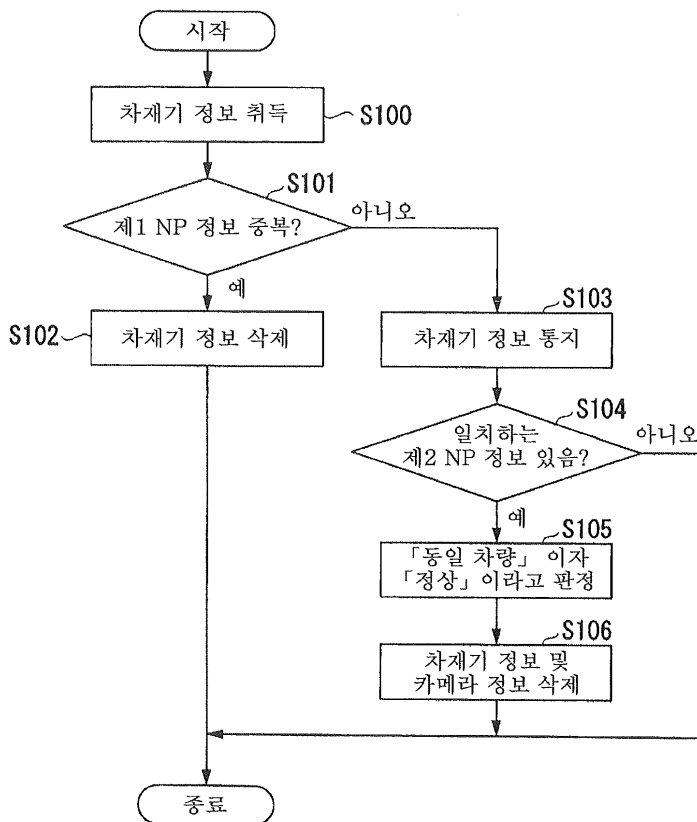 시작
차재기 정보 취득
S100
S101
제1 NP 정보 중복?
아니오
예
S102
차재기 정보 삭제
S103
차재기 정보 통지
S104
일치하는
제2 NP 정보 있음?
아니오
예
S105
「동일 차량」 이자
「정상」이라고 판정
S106
차재기 정보 및
카메라 정보 삭제
종료